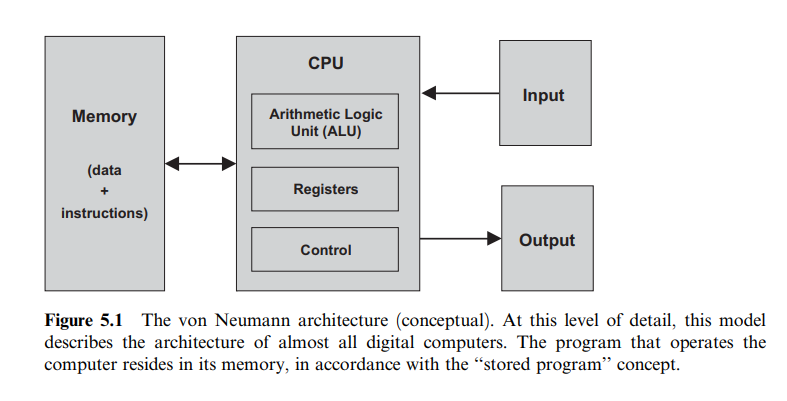 Memory
(data
+
instructions)
CPU
Arithmetic Logic
Unit (ALU)
Registers
Control
Input
Output
Figure 5.1 The von Neumann architecture (conceptual). At this level of detail, this model
describes the architecture of almost all digital computers. The program that operates the
computer resides in its memory, in accordance with the ‘‘stored program’’ concept.